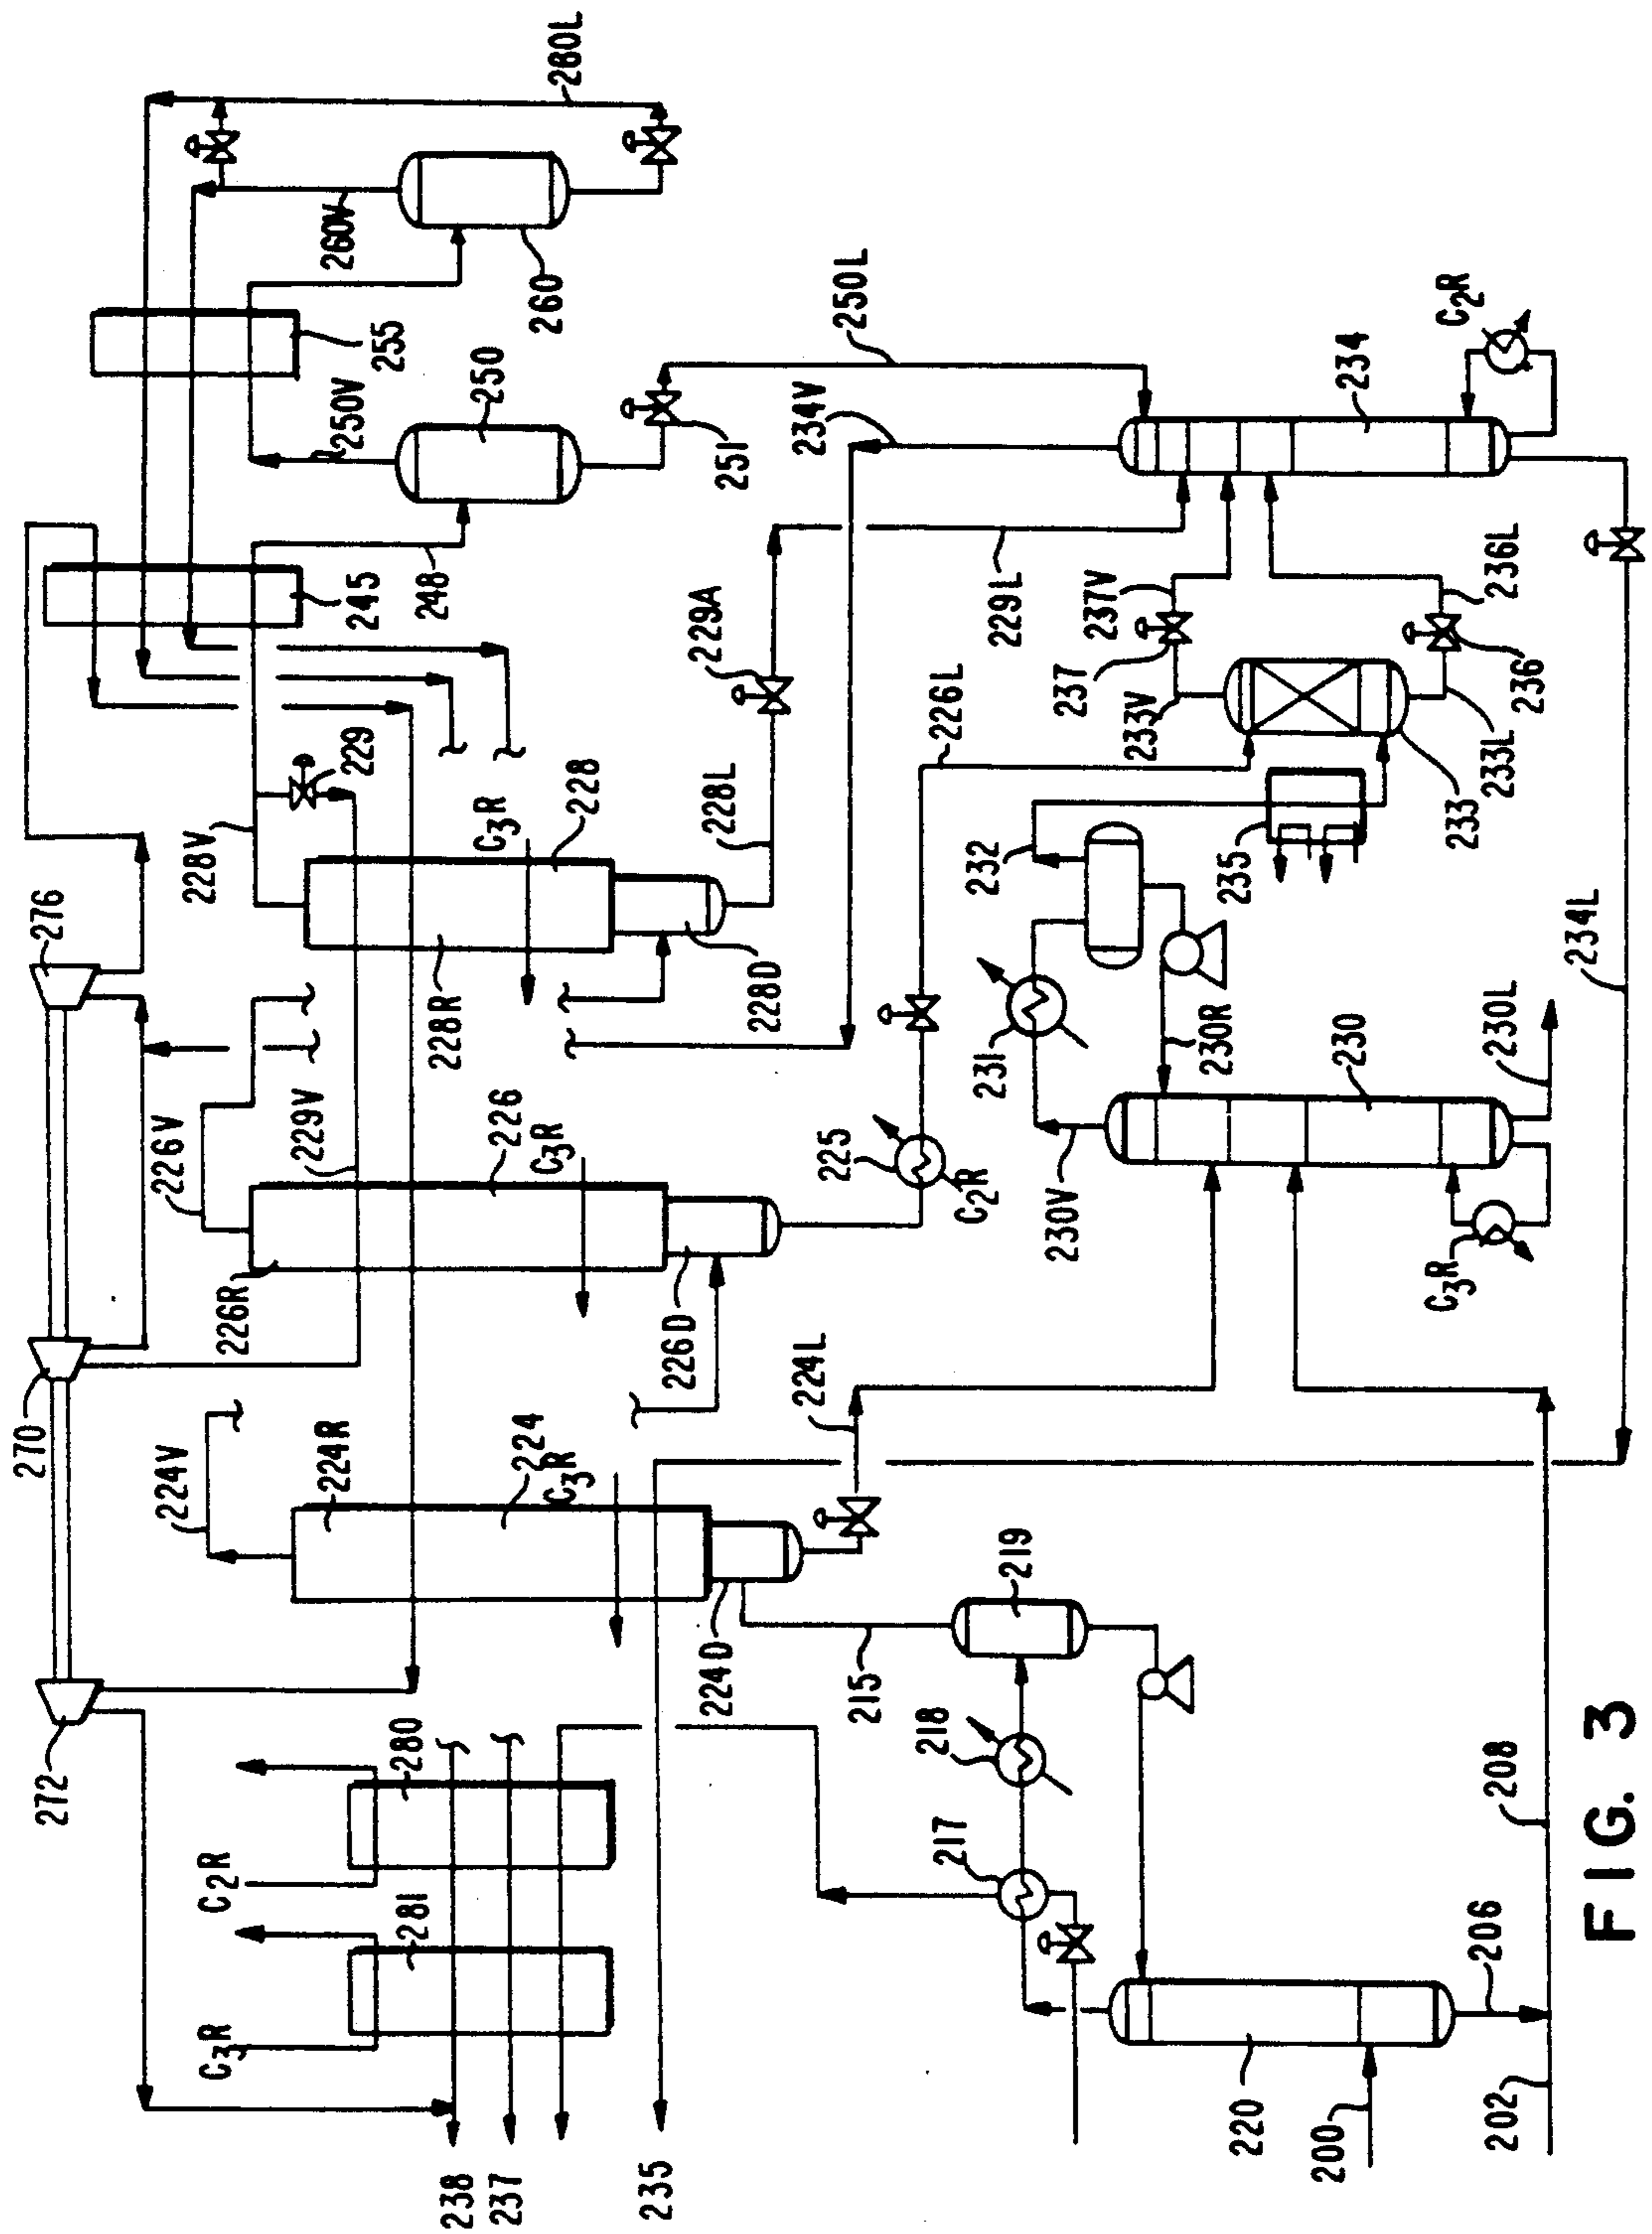 FIG. 3
272
270
276
C3R
C2R
281
280
238
237
235
224V
224R
224
C3R
224D
224L
215
219
218
217
220
200
202
206
208
226V
226R
226
C3R
226D
229V
225
C2R
226L
228V
229
228R
228
C3R
228D
228L
229A
229L
245
248
250V
250
251
250L
255
260V
260
280L
234V
234
C2R
234L
230V
230
230R
230L
C3R
231
232
235
233
233V
233L
237
237V
236
236L